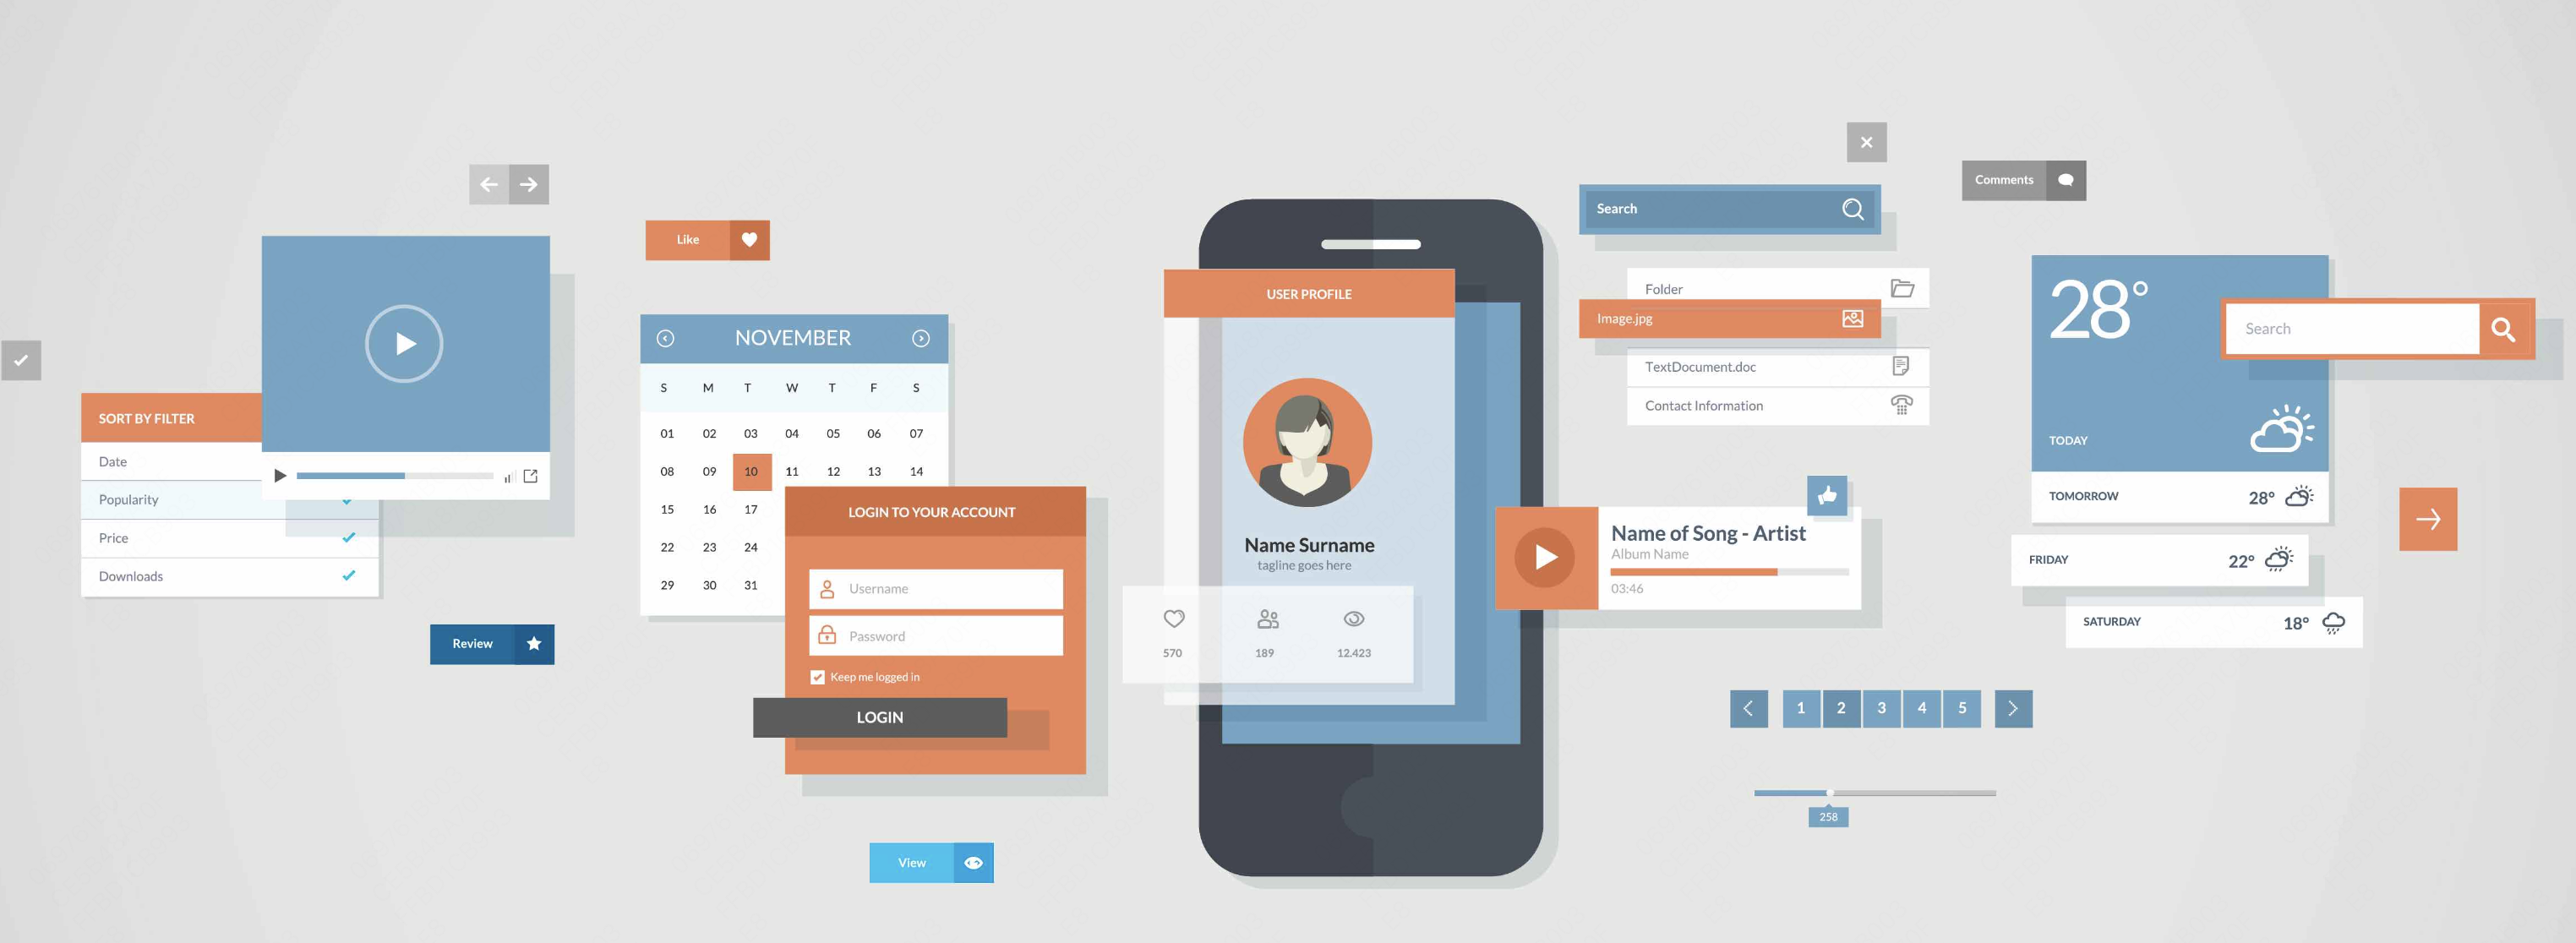 SORT BY FILTER
Date
Popularity
Price
Downloads
Review
Like
NOVEMBER
S M T W T F S
01 02 03 04 05 06 07
08 09 10 11 12 13 14
15 16 17
22 23 24
29 30 31
LOGIN TO YOUR ACCOUNT
Username
Password
Keep me logged in
LOGIN
View
USER PROFILE
Name Surname
tagline goes here
570 189 12.423
Search
Folder
Image.jpg
TextDocument.doc
Contact Information
Name of Song - Artist
Album Name
03:46
1 2 3 4 5
258
Comments
28°
Search
TODAY
TOMORROW 28°
FRIDAY 22°
SATURDAY 18°